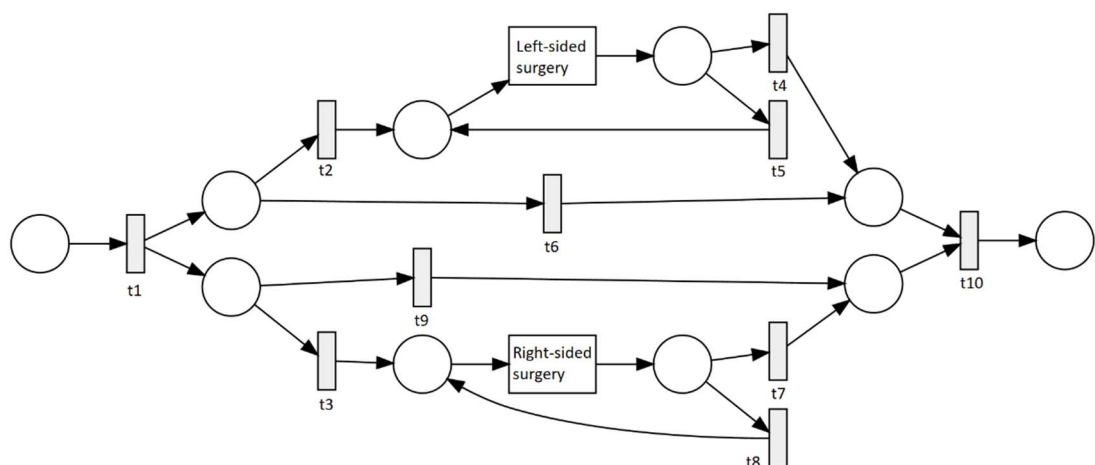 Left-sided
surgery
t4
t2
t5
t6
t1
t10
t9
Right-sided
surgery
t3
t7
t8